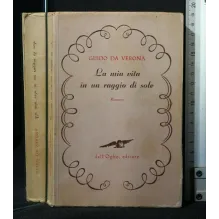 GUIDO DA VERONA
La mia vita
in un raggio di sole
Romanzo
dall'Oglio, editore